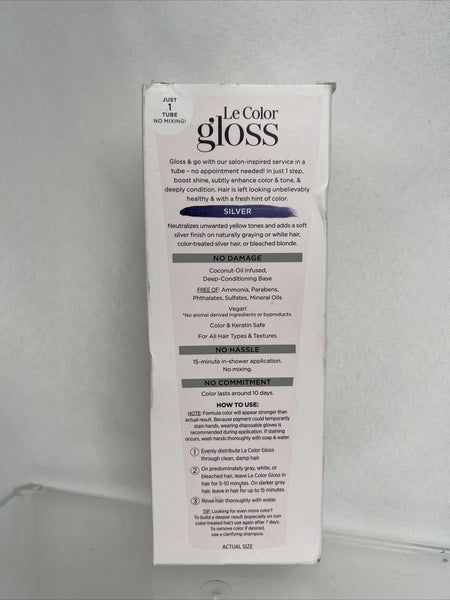 JUST
1
TUBE
NO MIXING!
Le Color
gloss
Gloss & go with our salon-inspired service in a
tube – no appointment needed! In just 1 step,
boost shine, subtly enhance color & tone, &
deeply condition. Hair is left looking unbelievably
healthy & with a fresh hint of color.
SILVER
Neutralizes unwanted yellow tones and adds a soft
silver finish on naturally graying or white hair,
color-treated silver hair, or bleached blonde.
NO DAMAGE
Coconut-Oil Infused,
Deep-Conditioning Base
FREE OF: Ammonia, Parabens,
Phthalates, Sulfates, Mineral Oils
Vegan*
*No animal derived ingredients or byproducts.
Color & Keratin Safe
For All Hair Types & Textures
NO HASSLE
15-minute in-shower application.
No mixing.
NO COMMITMENT
Color lasts around 10 days.
HOW TO USE:
NOTE: Formula color will appear stronger than
actual result. Because pigment could temporarily
stain hands, wearing disposable gloves is
recommended during application. If staining
occurs, wash hands thoroughly with soap & water.
1 Evenly distribute Le Color Gloss
through clean, damp hair.
2 On predominately gray, white, or
bleached hair, leave Le Color Gloss in
hair for 5-10 minutes. On darker gray
hair, leave in hair for up to 15 minutes.
3 Rinse hair thoroughly with water.
TIP: Looking for even more color?
To build a deeper result (especially on non
color-treated hair) use again after 7 days.
To remove color if desired,
use a clarifying shampoo.
ACTUAL SIZE